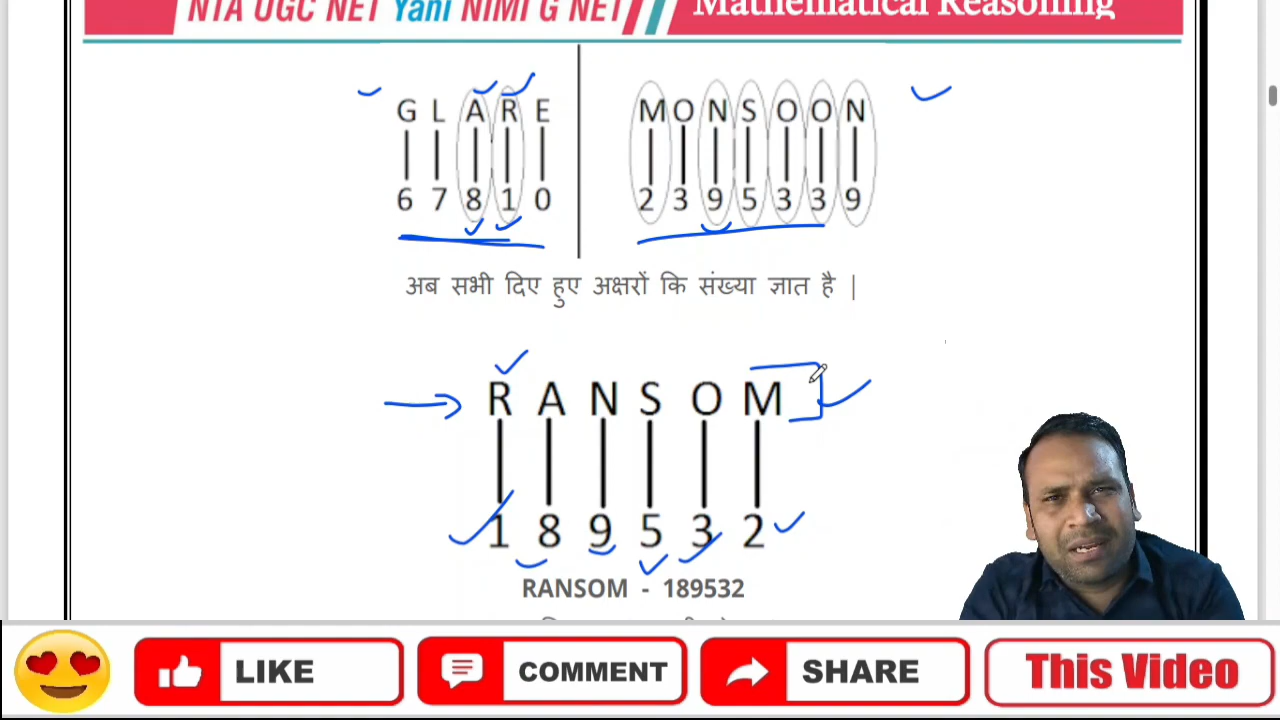 NTA UGC NET Yani NIMI G NET
Mathematical Reasoning
G L A R E
6 7 8 1 0
M O N S O O N
2 3 9 5 3 3 9
अब सभी दिए हुए अक्षरों कि संख्या ज्ञात है |
R A N S O M
1 8 9 5 3 2
RANSOM - 189532
LIKE
COMMENT
SHARE
This Video